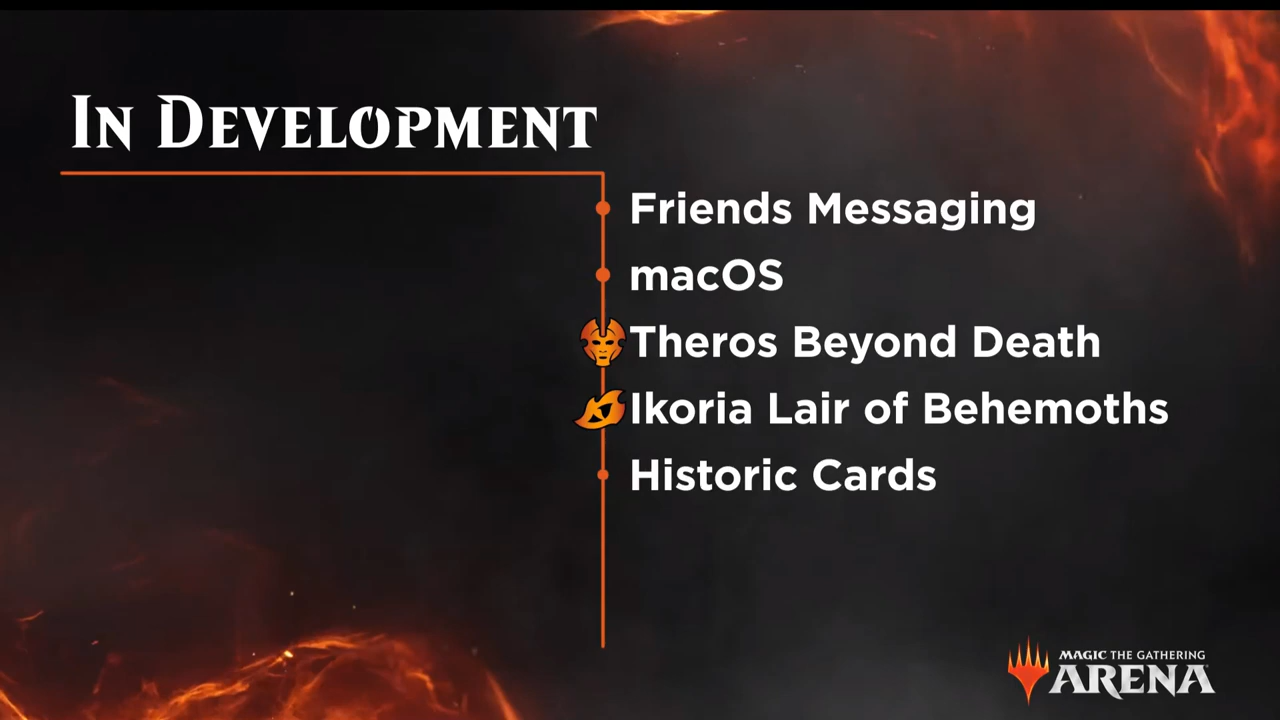 In Development
Friends Messaging
macOS
Theros Beyond Death
Ikoria Lair of Behemoths
Historic Cards
MAGIC THE GATHERING
ARENA